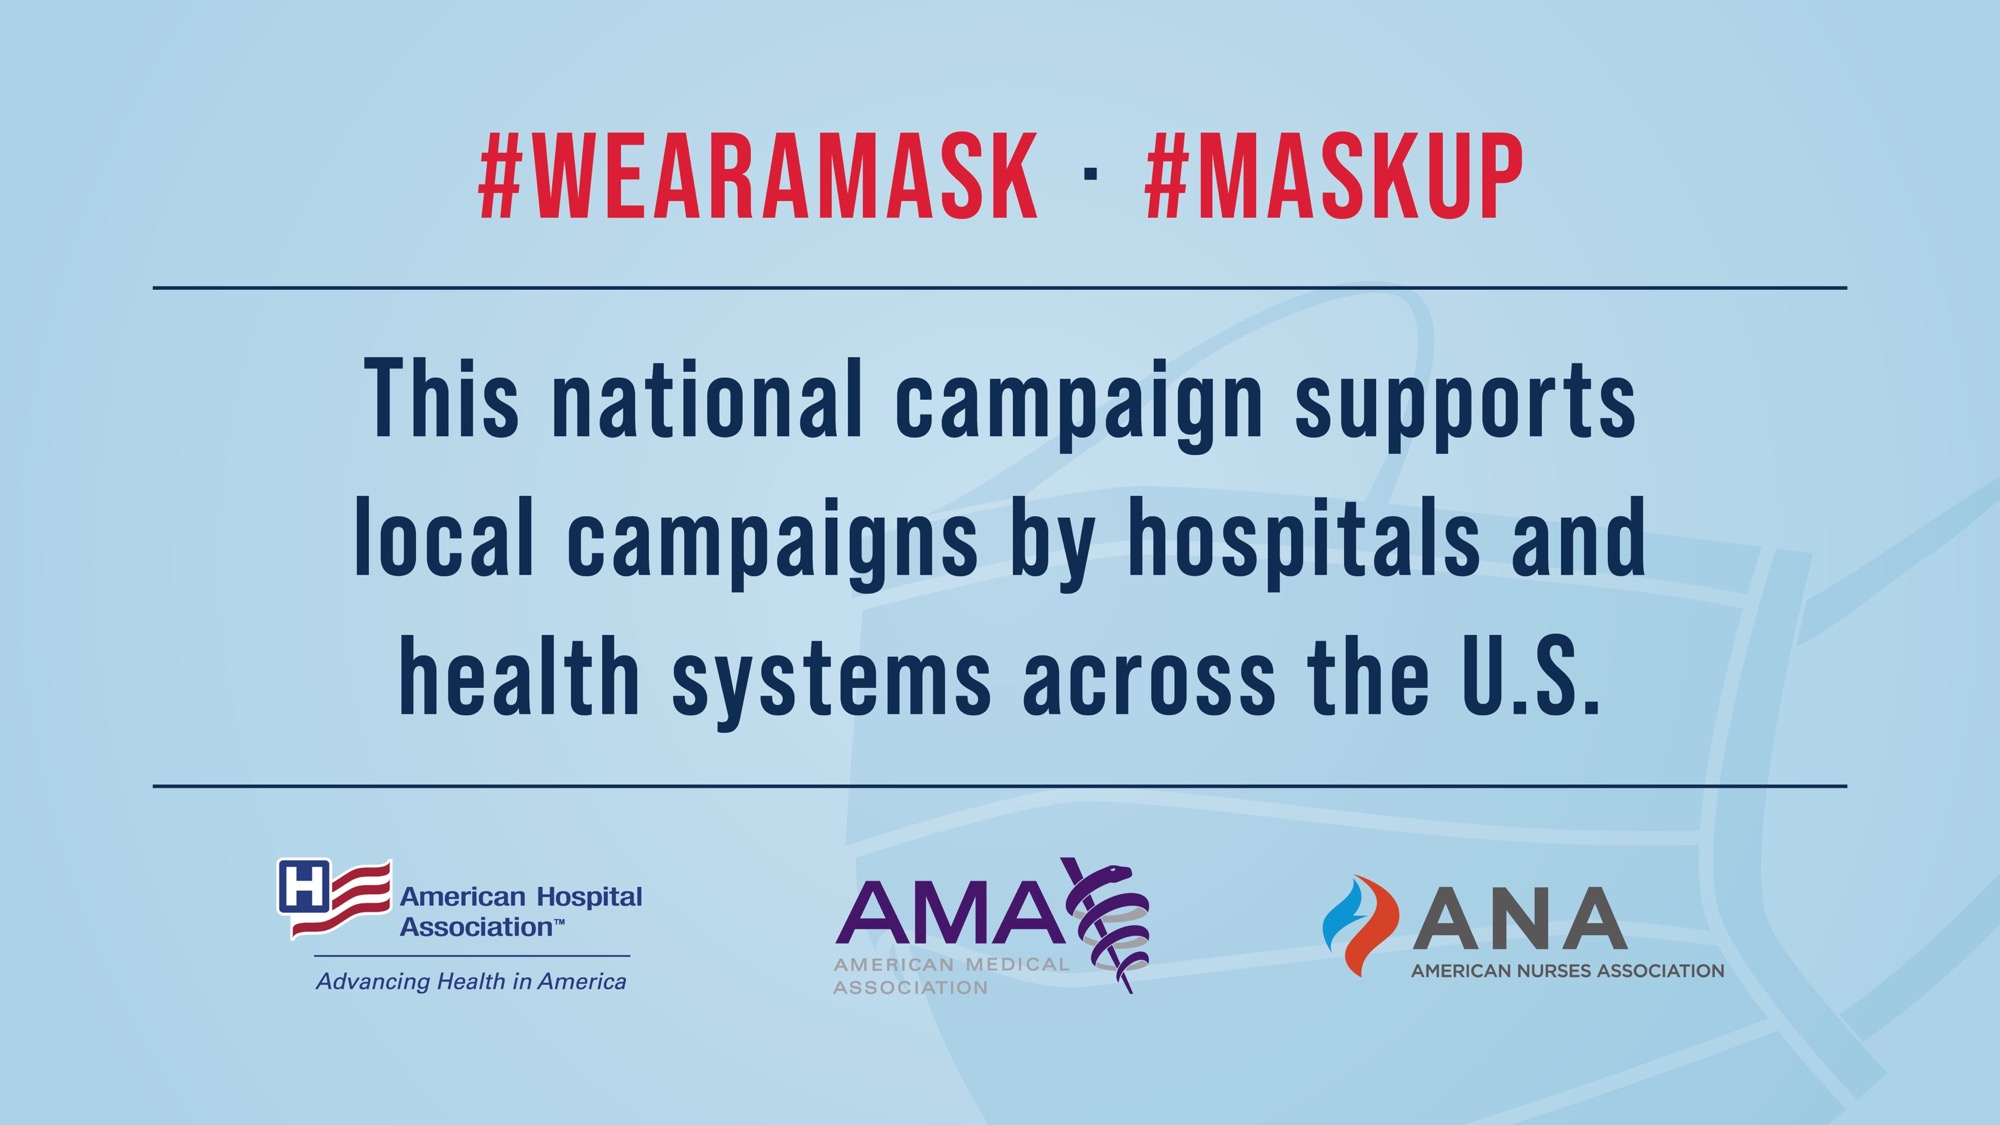 #WEARAMASK · #MASKUP
This national campaign supports
local campaigns by hospitals and
health systems across the U.S.
H
American Hospital
Association™
Advancing Health in America
AMA
AMERICAN MEDICAL
ASSOCIATION
ANA
AMERICAN NURSES ASSOCIATION